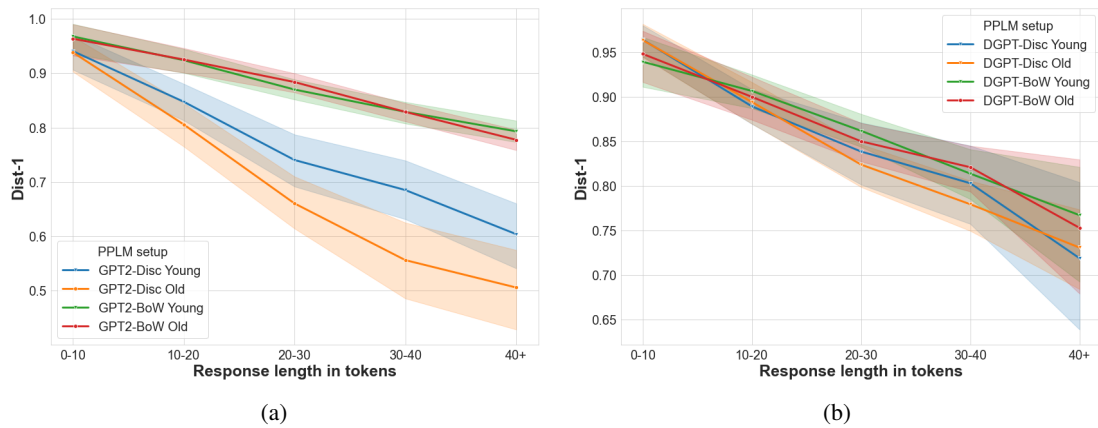 1.0
0.9
0.8
0.7
0.6
0.5
Dist-1
PPLM setup
GPT2-Disc Young
GPT2-Disc Old
GPT2-BoW Young
GPT2-BoW Old
0-10 10-20 20-30 30-40 40+
Response length in tokens
(a)
0.95
0.90
0.85
0.80
0.75
0.70
0.65
Dist-1
PPLM setup
DGPT-Disc Young
DGPT-Disc Old
DGPT-BoW Young
DGPT-BoW Old
0-10 10-20 20-30 30-40 40+
Response length in tokens
(b)